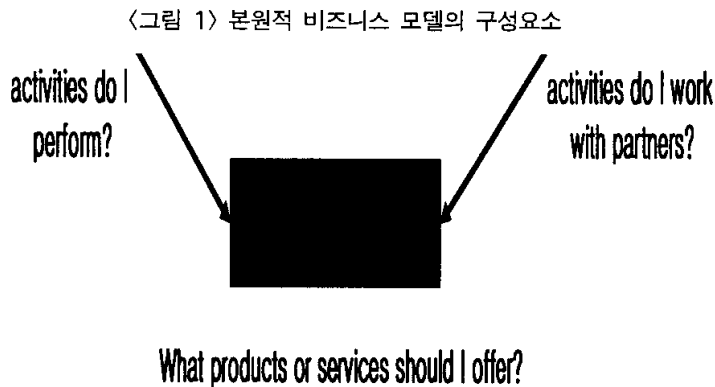 〈그림 1〉 본원적 비즈니스 모델의 구성요소
activities do I
perform?
activities do I work
with partners?
What products or services should I offer?